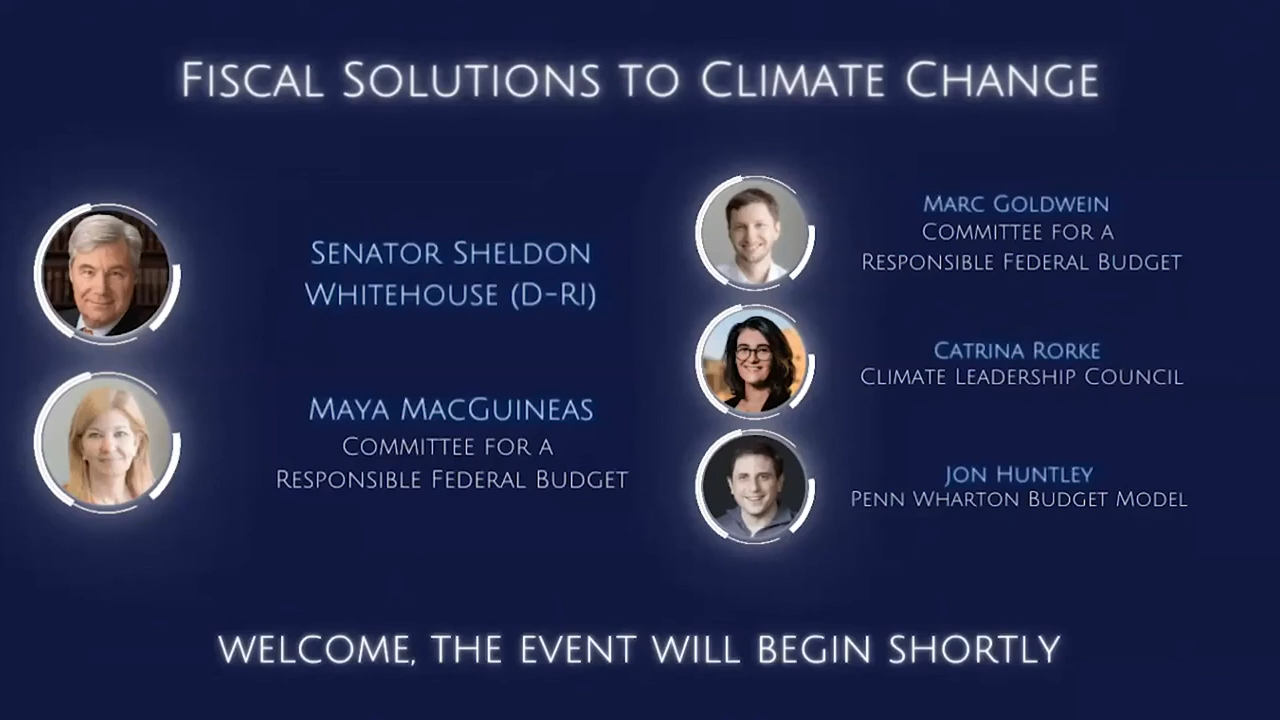 FISCAL SOLUTIONS TO CLIMATE CHANGE
SENATOR SHELDON
WHITEHOUSE (D-RI)
MAYA MACGUINEAS
COMMITTEE FOR A
RESPONSIBLE FEDERAL BUDGET
MARC GOLDWEIN
COMMITTEE FOR A
RESPONSIBLE FEDERAL BUDGET
CATRINA RORKE
CLIMATE LEADERSHIP COUNCIL
JON HUNTLEY
PENN WHARTON BUDGET MODEL
WELCOME, THE EVENT WILL BEGIN SHORTLY